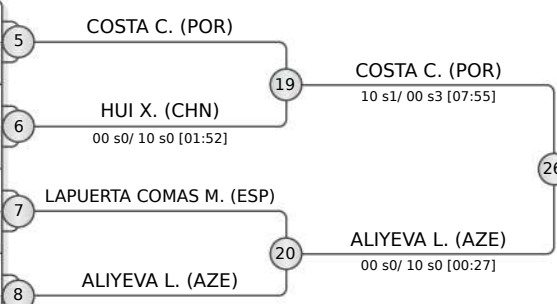 COSTA C. (POR)
5
19
COSTA C. (POR)
10 s1/ 00 s3 [07:55]
HUI X. (CHN)
6
00 s0/ 10 s0 [01:52]
26
LAPUERTA COMAS M. (ESP)
7
20
ALIYEVA L. (AZE)
00 s0/ 10 s0 [00:27]
ALIYEVA L. (AZE)
8